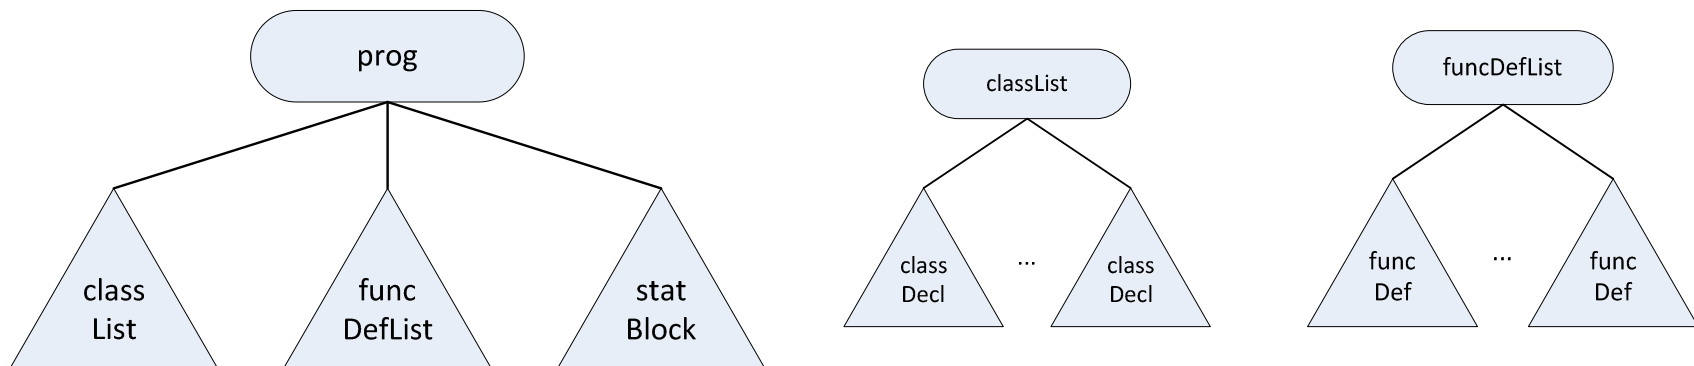 prog
class
List
func
DefList
stat
Block
classList
class
Decl
...
class
Decl
funcDefList
func
Def
...
func
Def